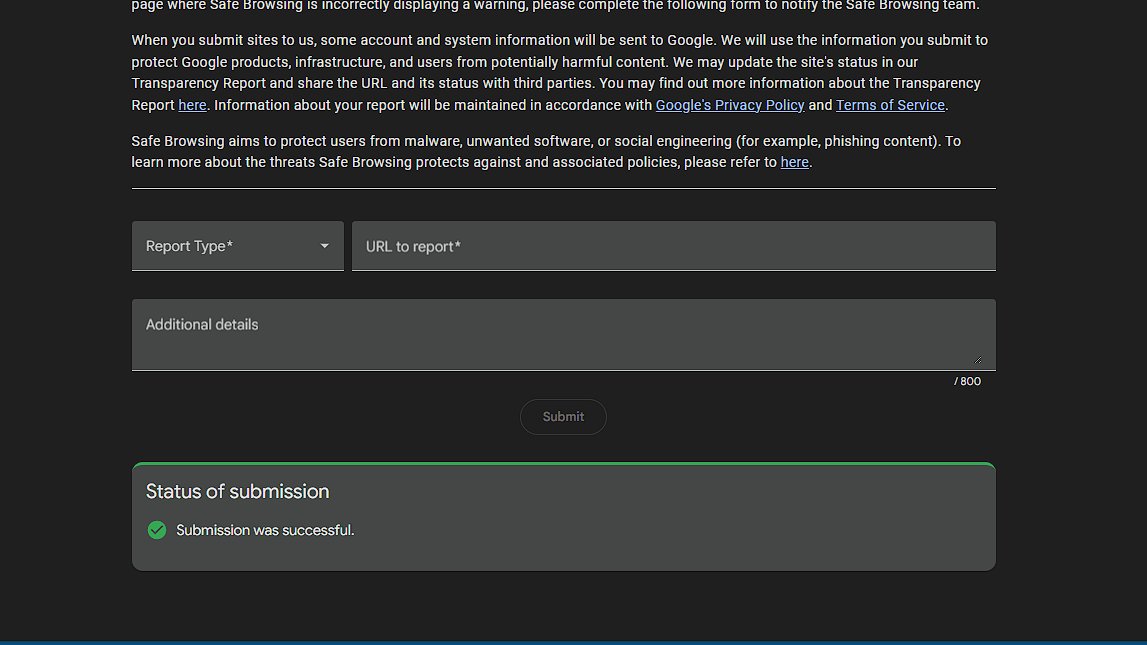 page where Safe Browsing is incorrectly displaying a warning, please complete the following form to notify the Safe Browsing team.
When you submit sites to us, some account and system information will be sent to Google. We will use the information you submit to
protect Google products, infrastructure, and users from potentially harmful content. We may update the site's status in our
Transparency Report and share the URL and its status with third parties. You may find out more information about the Transparency
Report here. Information about your report will be maintained in accordance with Google's Privacy Policy and Terms of Service.
Safe Browsing aims to protect users from malware, unwanted software, or social engineering (for example, phishing content). To
learn more about the threats Safe Browsing protects against and associated policies, please refer to here.
Report Type* URL to report*
Additional details
/ 800
Submit
Status of submission
Submission was successful.